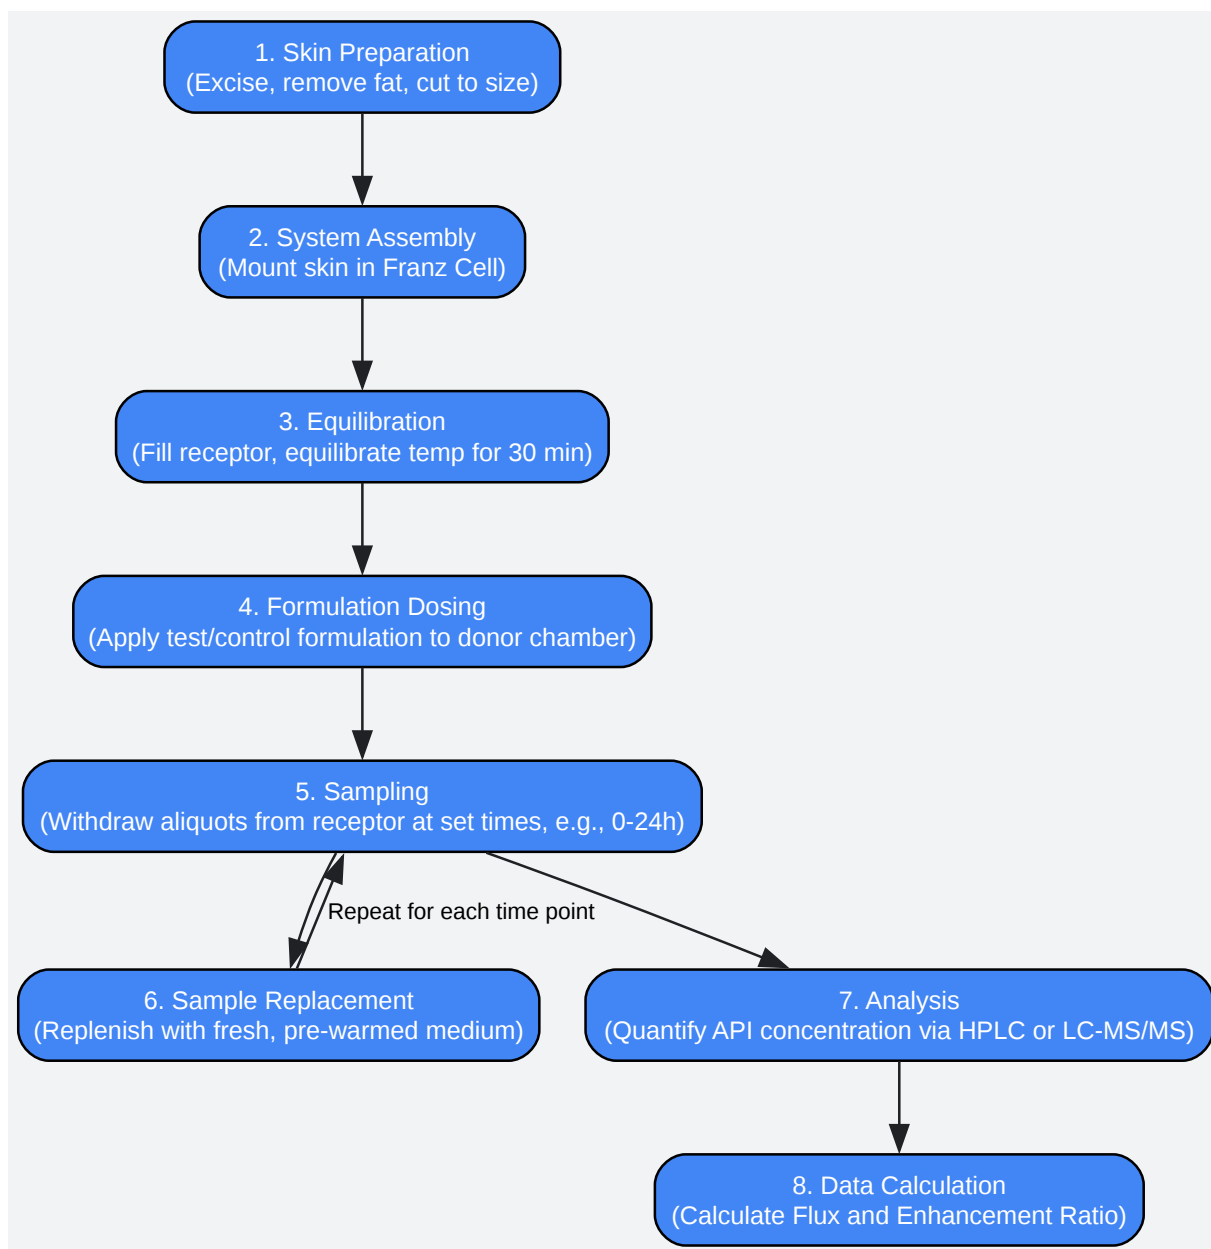 1. Skin Preparation
(Excise, remove fat, cut to size)
2. System Assembly
(Mount skin in Franz Cell)
3. Equilibration
(Fill receptor, equilibrate temp for 30 min)
4. Formulation Dosing
(Apply test/control formulation to donor chamber)
5. Sampling
(Withdraw aliquots from receptor at set times, e.g., 0-24h)
Repeat for each time point
6. Sample Replacement
(Replenish with fresh, pre-warmed medium)
7. Analysis
(Quantify API concentration via HPLC or LC-MS/MS)
8. Data Calculation
(Calculate Flux and Enhancement Ratio)